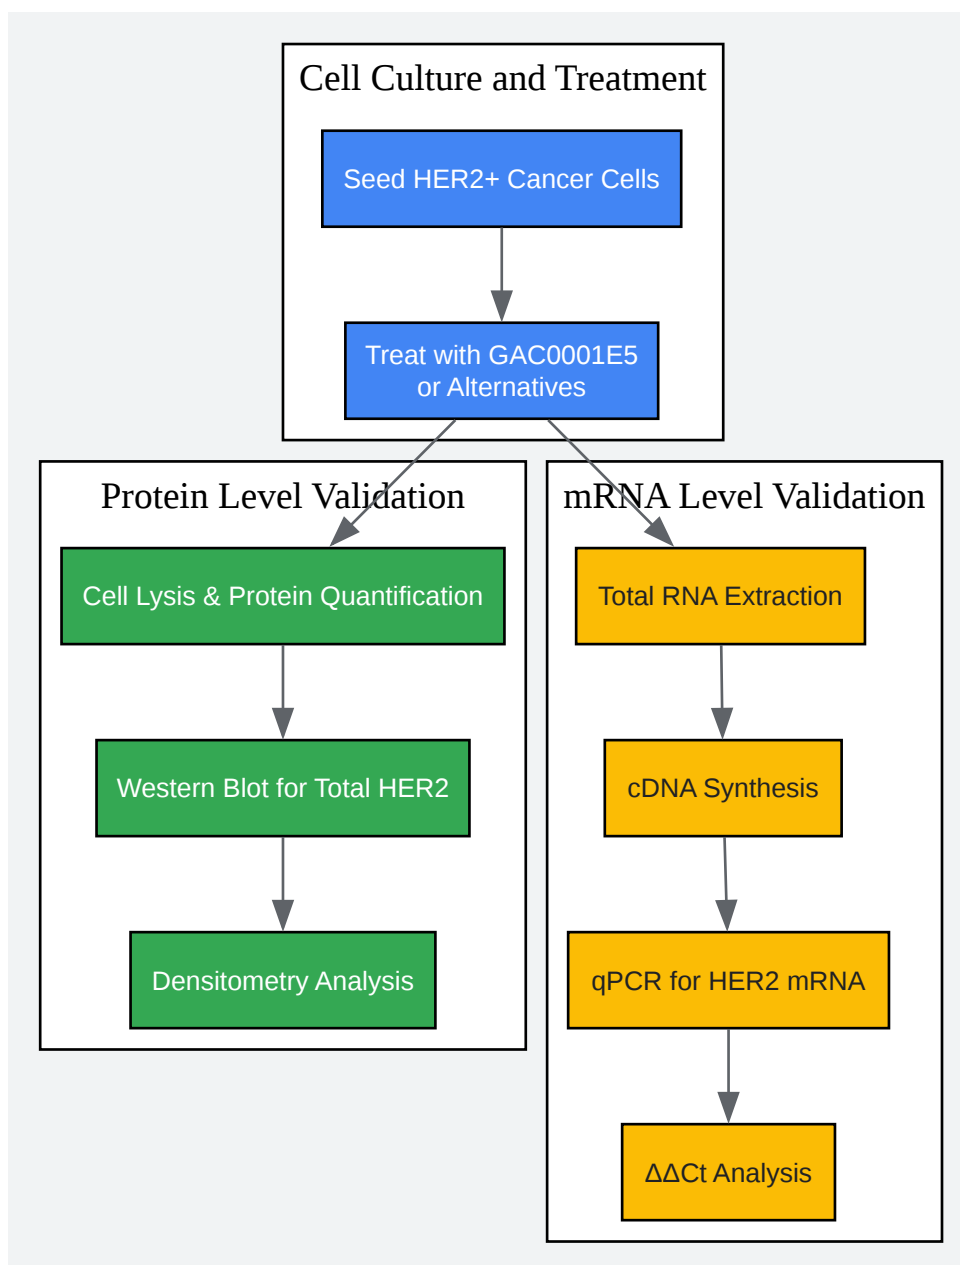 Cell Culture and Treatment
Seed HER2+ Cancer Cells
Treat with GAC0001E5
or Alternatives
Protein Level Validation
Cell Lysis & Protein Quantification
Western Blot for Total HER2
Densitometry Analysis
mRNA Level Validation
Total RNA Extraction
cDNA Synthesis
qPCR for HER2 mRNA
ΔΔCt Analysis